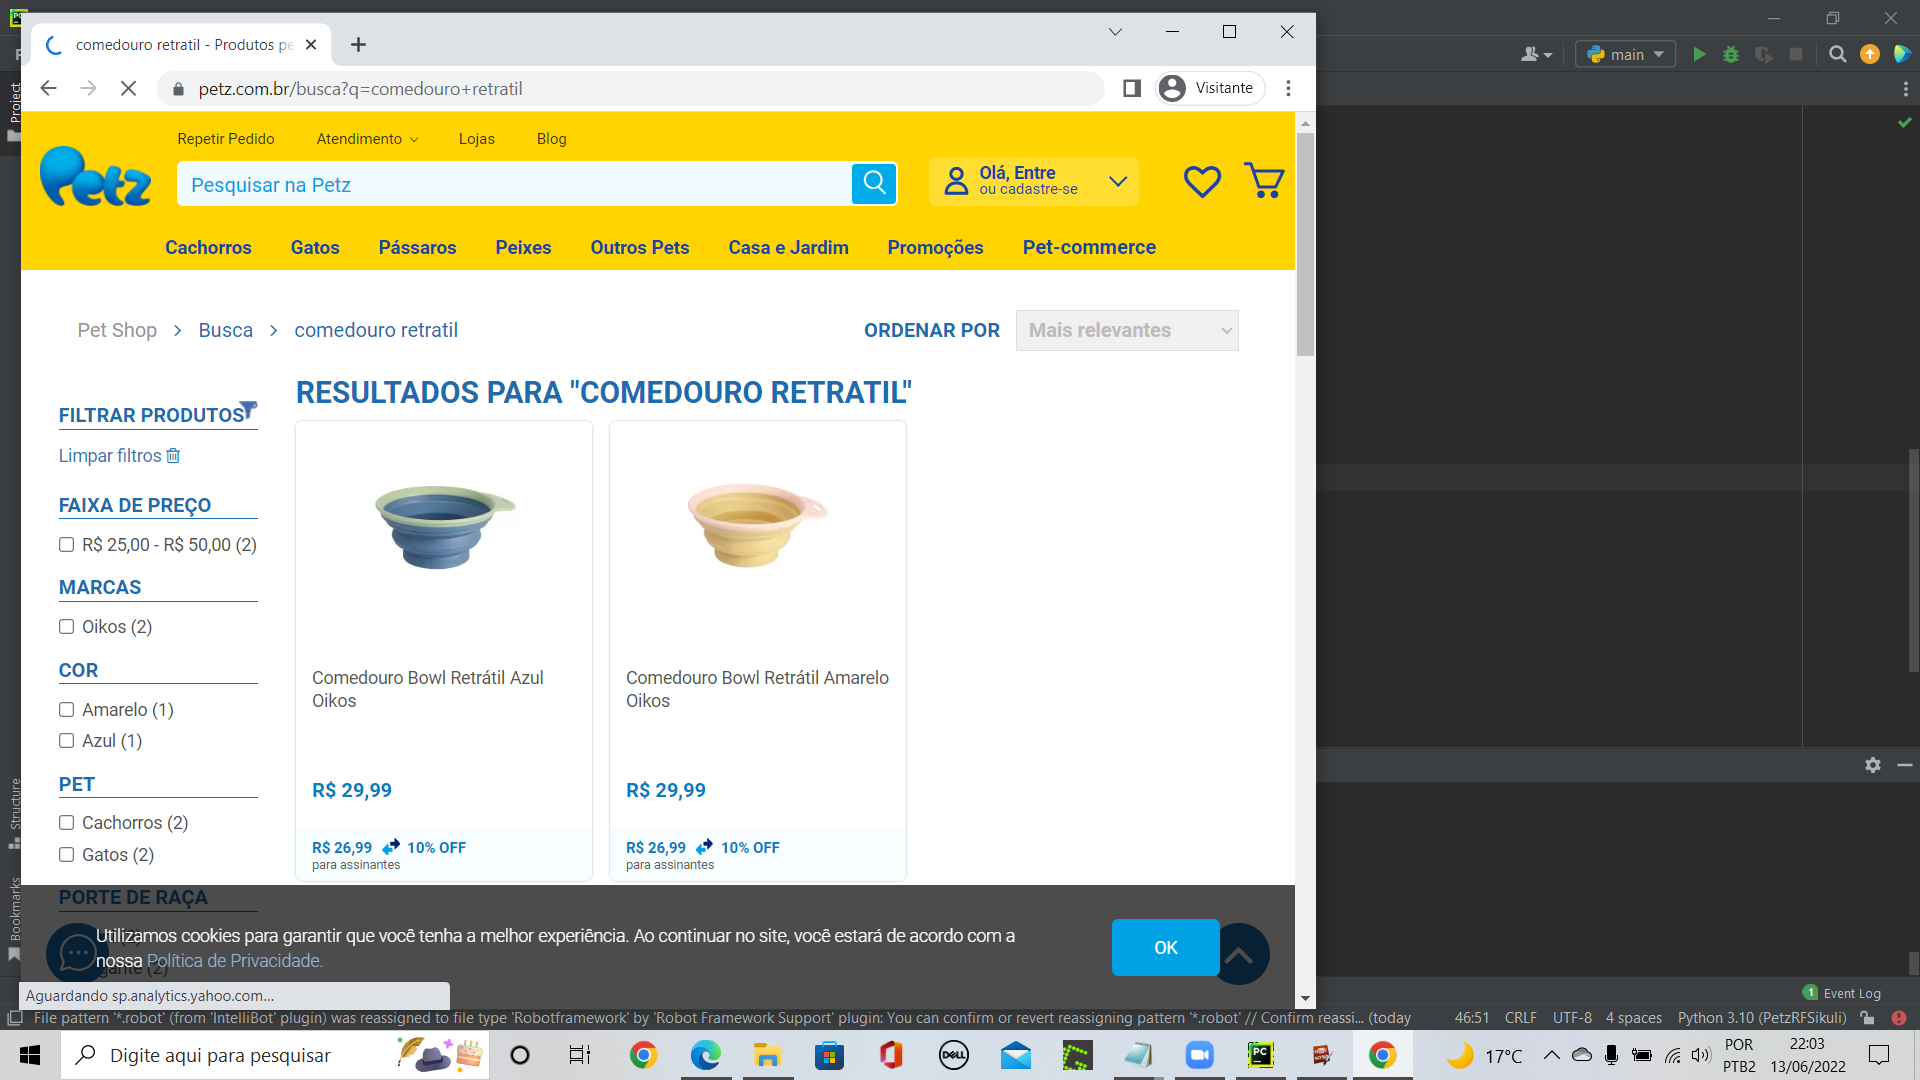 comedouro retratil - Produtos pe
petz.com.br/busca?q=comedouro+retratil
Visitante
main
Project
Repetir Pedido
Atendimento
Lojas
Blog
Petz
Pesquisar na Petz
Olá, Entre
ou cadastre-se
Cachorros
Gatos
Pássaros
Peixes
Outros Pets
Casa e Jardim
Promoções
Pet-commerce
Pet Shop > Busca > comedouro retratil
ORDENAR POR
Mais relevantes
RESULTADOS PARA "COMEDOURO RETRATIL"
FILTRAR PRODUTOS
Limpar filtros
FAIXA DE PREÇO
R$ 25,00 - R$ 50,00 (2)
MARCAS
Oikos (2)
COR
Amarelo (1)
Azul (1)
PET
Cachorros (2)
Gatos (2)
PORTE DE RAÇA
Comedouro Bowl Retrátil Azul
Oikos
R$ 29,99
R$ 26,99
10% OFF
para assinantes
Comedouro Bowl Retrátil Amarelo
Oikos
R$ 29,99
R$ 26,99
10% OFF
para assinantes
Structure
Bookmarks
Utilizamos cookies para garantir que você tenha a melhor experiência. Ao continuar no site, você estará de acordo com a
nossa Política de Privacidade.
OK
Aguardando sp.analytics.yahoo.com...
1 Event Log
File pattern '*.robot' (from 'IntelliBot' plugin) was reassigned to file type 'Robotframework' by 'Robot Framework Support' plugin: You can confirm or revert reassigning pattern '*.robot' // Confirm reassi... (today
46:51
CRLF
UTF-8
4 spaces
Python 3.10 (PetzRFSikuli)
Digite aqui para pesquisar
DELL
PC
17°C
POR
PTB2
22:03
13/06/2022